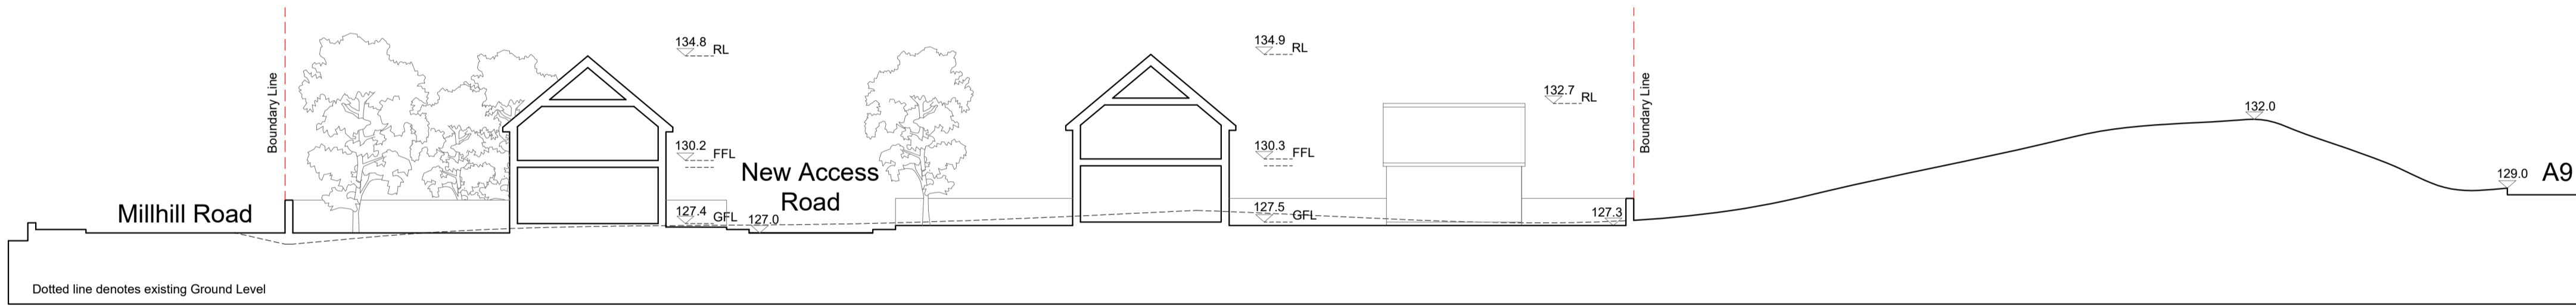 Millhill Road
Boundary Line
134.8 RL
130.2 FFL
127.4 GFL
New Access
Road
127.0
134.9 RL
130.3 FFL
127.5 GFL
132.7 RL
127.3
Boundary Line
132.0
129.0
A9
Dotted line denotes existing Ground Level